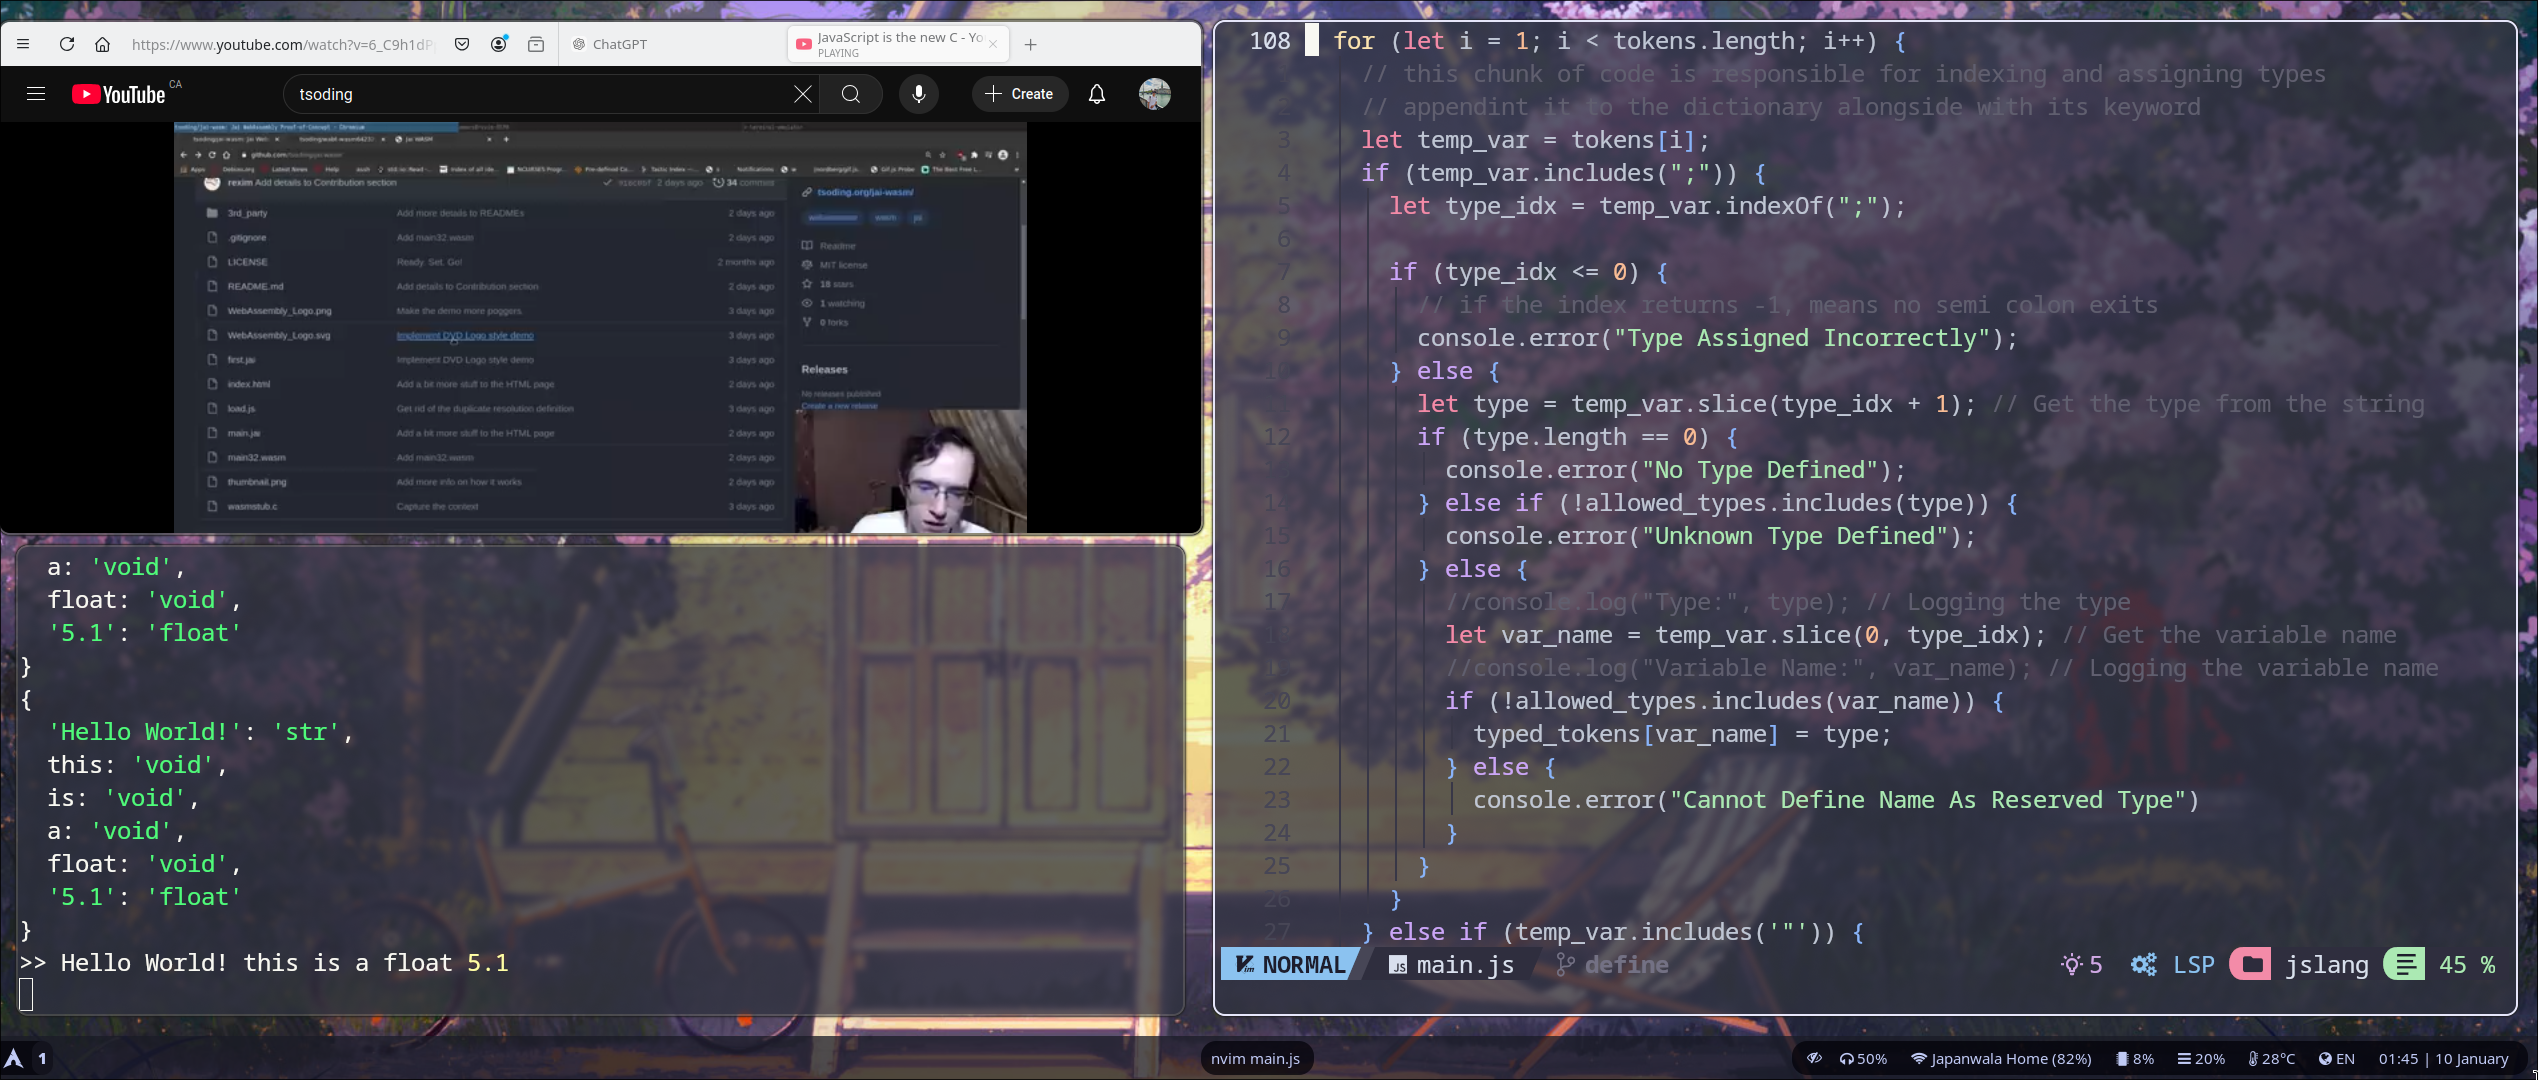 https://www.youtube.com/watch?v=6_C9h1dP
ChatGPT
JavaScript is the new C - Yo
PLAYING
YouTube CA
tsoding
Create
rexim Add details to Contribution section
2 days ago
34 commits
3rd_party Add more details to READMEs 2 days ago
.gitignore Add main32.wasm 2 days ago
LICENSE Ready. Set. Go! 2 months ago
README.md Add details to Contribution section 2 days ago
WebAssembly_Logo.png Make the demo more poggers 3 days ago
WebAssembly_Logo.svg Implement DVD Logo style demo 3 days ago
first.jai Implement DVD Logo style demo 3 days ago
index.html Add a bit more stuff to the HTML page 2 days ago
load.js Get rid of the duplicate resolution definition 3 days ago
main.jai Add a bit more stuff to the HTML page 2 days ago
main32.wasm Add main32.wasm 2 days ago
thumbnail.png Add more info on how it works 2 days ago
wasmstub.c Capture the context 3 days ago
tsoding.org/jai-wasm/
webassembly wasm jai
Readme
MIT license
18 stars
1 watching
0 forks
Releases
No releases published
Create a new release
a: 'void',
float: 'void',
'5.1': 'float'
}
{
'Hello World!': 'str',
this: 'void',
is: 'void',
a: 'void',
float: 'void',
'5.1': 'float'
}
>> Hello World! this is a float 5.1
108 for (let i = 1; i < tokens.length; i++) {
// this chunk of code is responsible for indexing and assigning types
2 // appendint it to the dictionary alongside with its keyword
3 let temp_var = tokens[i];
4 if (temp_var.includes(";")) {
5 let type_idx = temp_var.indexOf(";");
6
7 if (type_idx <= 0) {
8 // if the index returns -1, means no semi colon exits
9 console.error("Type Assigned Incorrectly");
10 } else {
let type = temp_var.slice(type_idx + 1); // Get the type from the string
12 if (type.length == 0) {
console.error("No Type Defined");
14 } else if (!allowed_types.includes(type)) {
15 console.error("Unknown Type Defined");
16 } else {
17 //console.log("Type:", type); // Logging the type
18 let var_name = temp_var.slice(0, type_idx); // Get the variable name
//console.log("Variable Name:", var_name); // Logging the variable name
20 if (!allowed_types.includes(var_name)) {
21 typed_tokens[var_name] = type;
22 } else {
23 console.error("Cannot Define Name As Reserved Type")
24 }
25 }
26 }
27 } else if (temp_var.includes('"')) {
NORMAL main.js define 5 LSP jslang 45 %
1
nvim main.js
50% Japanwala Home (82%) 8% 20% 28°C EN 01:45 | 10 January